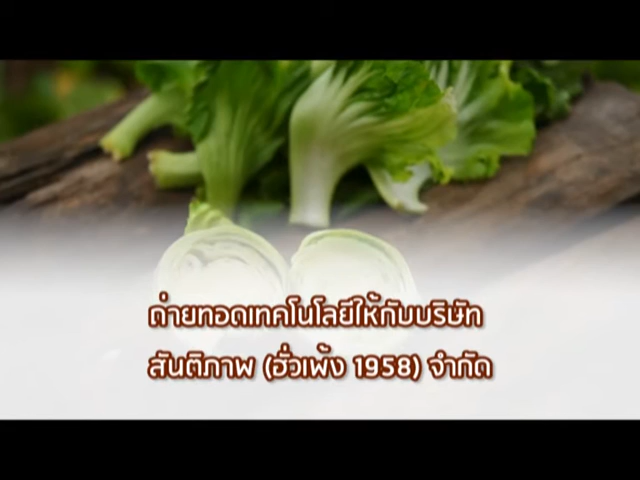 ถ่ายทอดเทคโนโลยีให้กับบริษัท
สันติภาพ (ฮั่วเพ้ง 1958) จำกัด